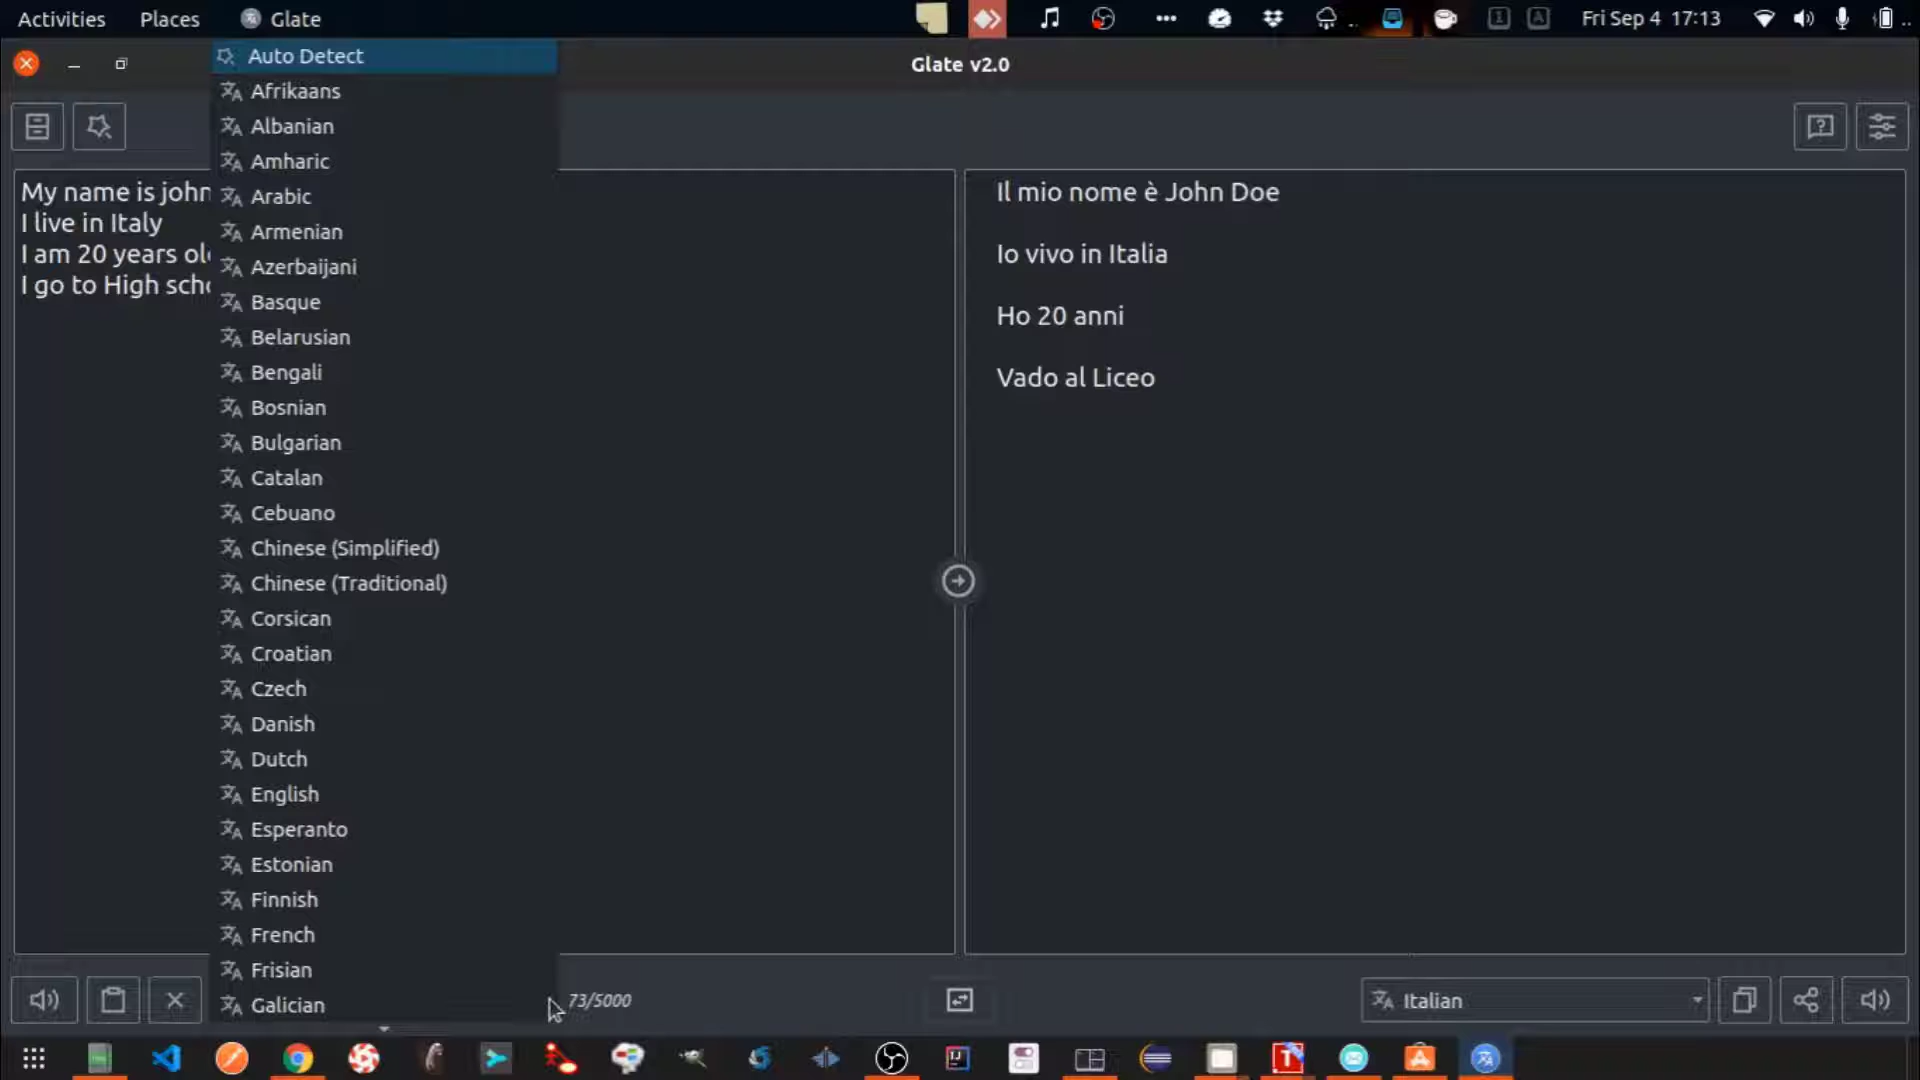 Activities Places Glate Fri Sep 4 17:13
Glate v2.0
Auto Detect
Afrikaans
Albanian
Amharic
Arabic
Armenian
Azerbaijani
Basque
Belarusian
Bengali
Bosnian
Bulgarian
Catalan
Cebuano
Chinese (Simplified)
Chinese (Traditional)
Corsican
Croatian
Czech
Danish
Dutch
English
Esperanto
Estonian
Finnish
French
Frisian
Galician
My name is john
I live in Italy
I am 20 years
I go to High
Il mio nome è John Doe
Io vivo in Italia
Ho 20 anni
Vado al Liceo
73/5000
Italian